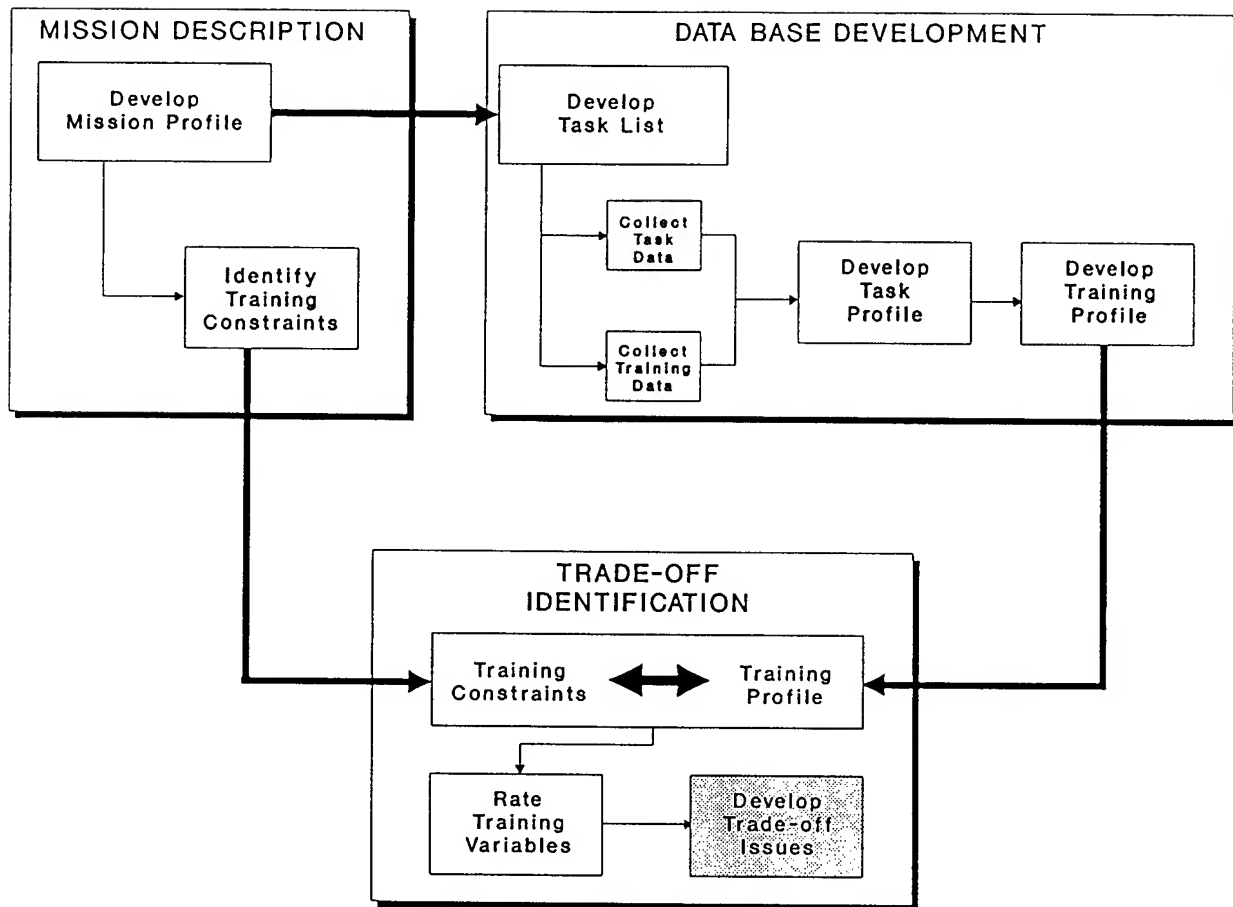 MISSION DESCRIPTION
Develop
Mission Profile
Identify
Training
Constraints
DATA BASE DEVELOPMENT
Develop
Task List
Collect
Task
Data
Collect
Training
Data
Develop
Task
Profile
Develop
Training
Profile
TRADE-OFF
IDENTIFICATION
Training
Constraints
Training
Profile
Rate
Training
Variables
Develop
Trade-off
Issues